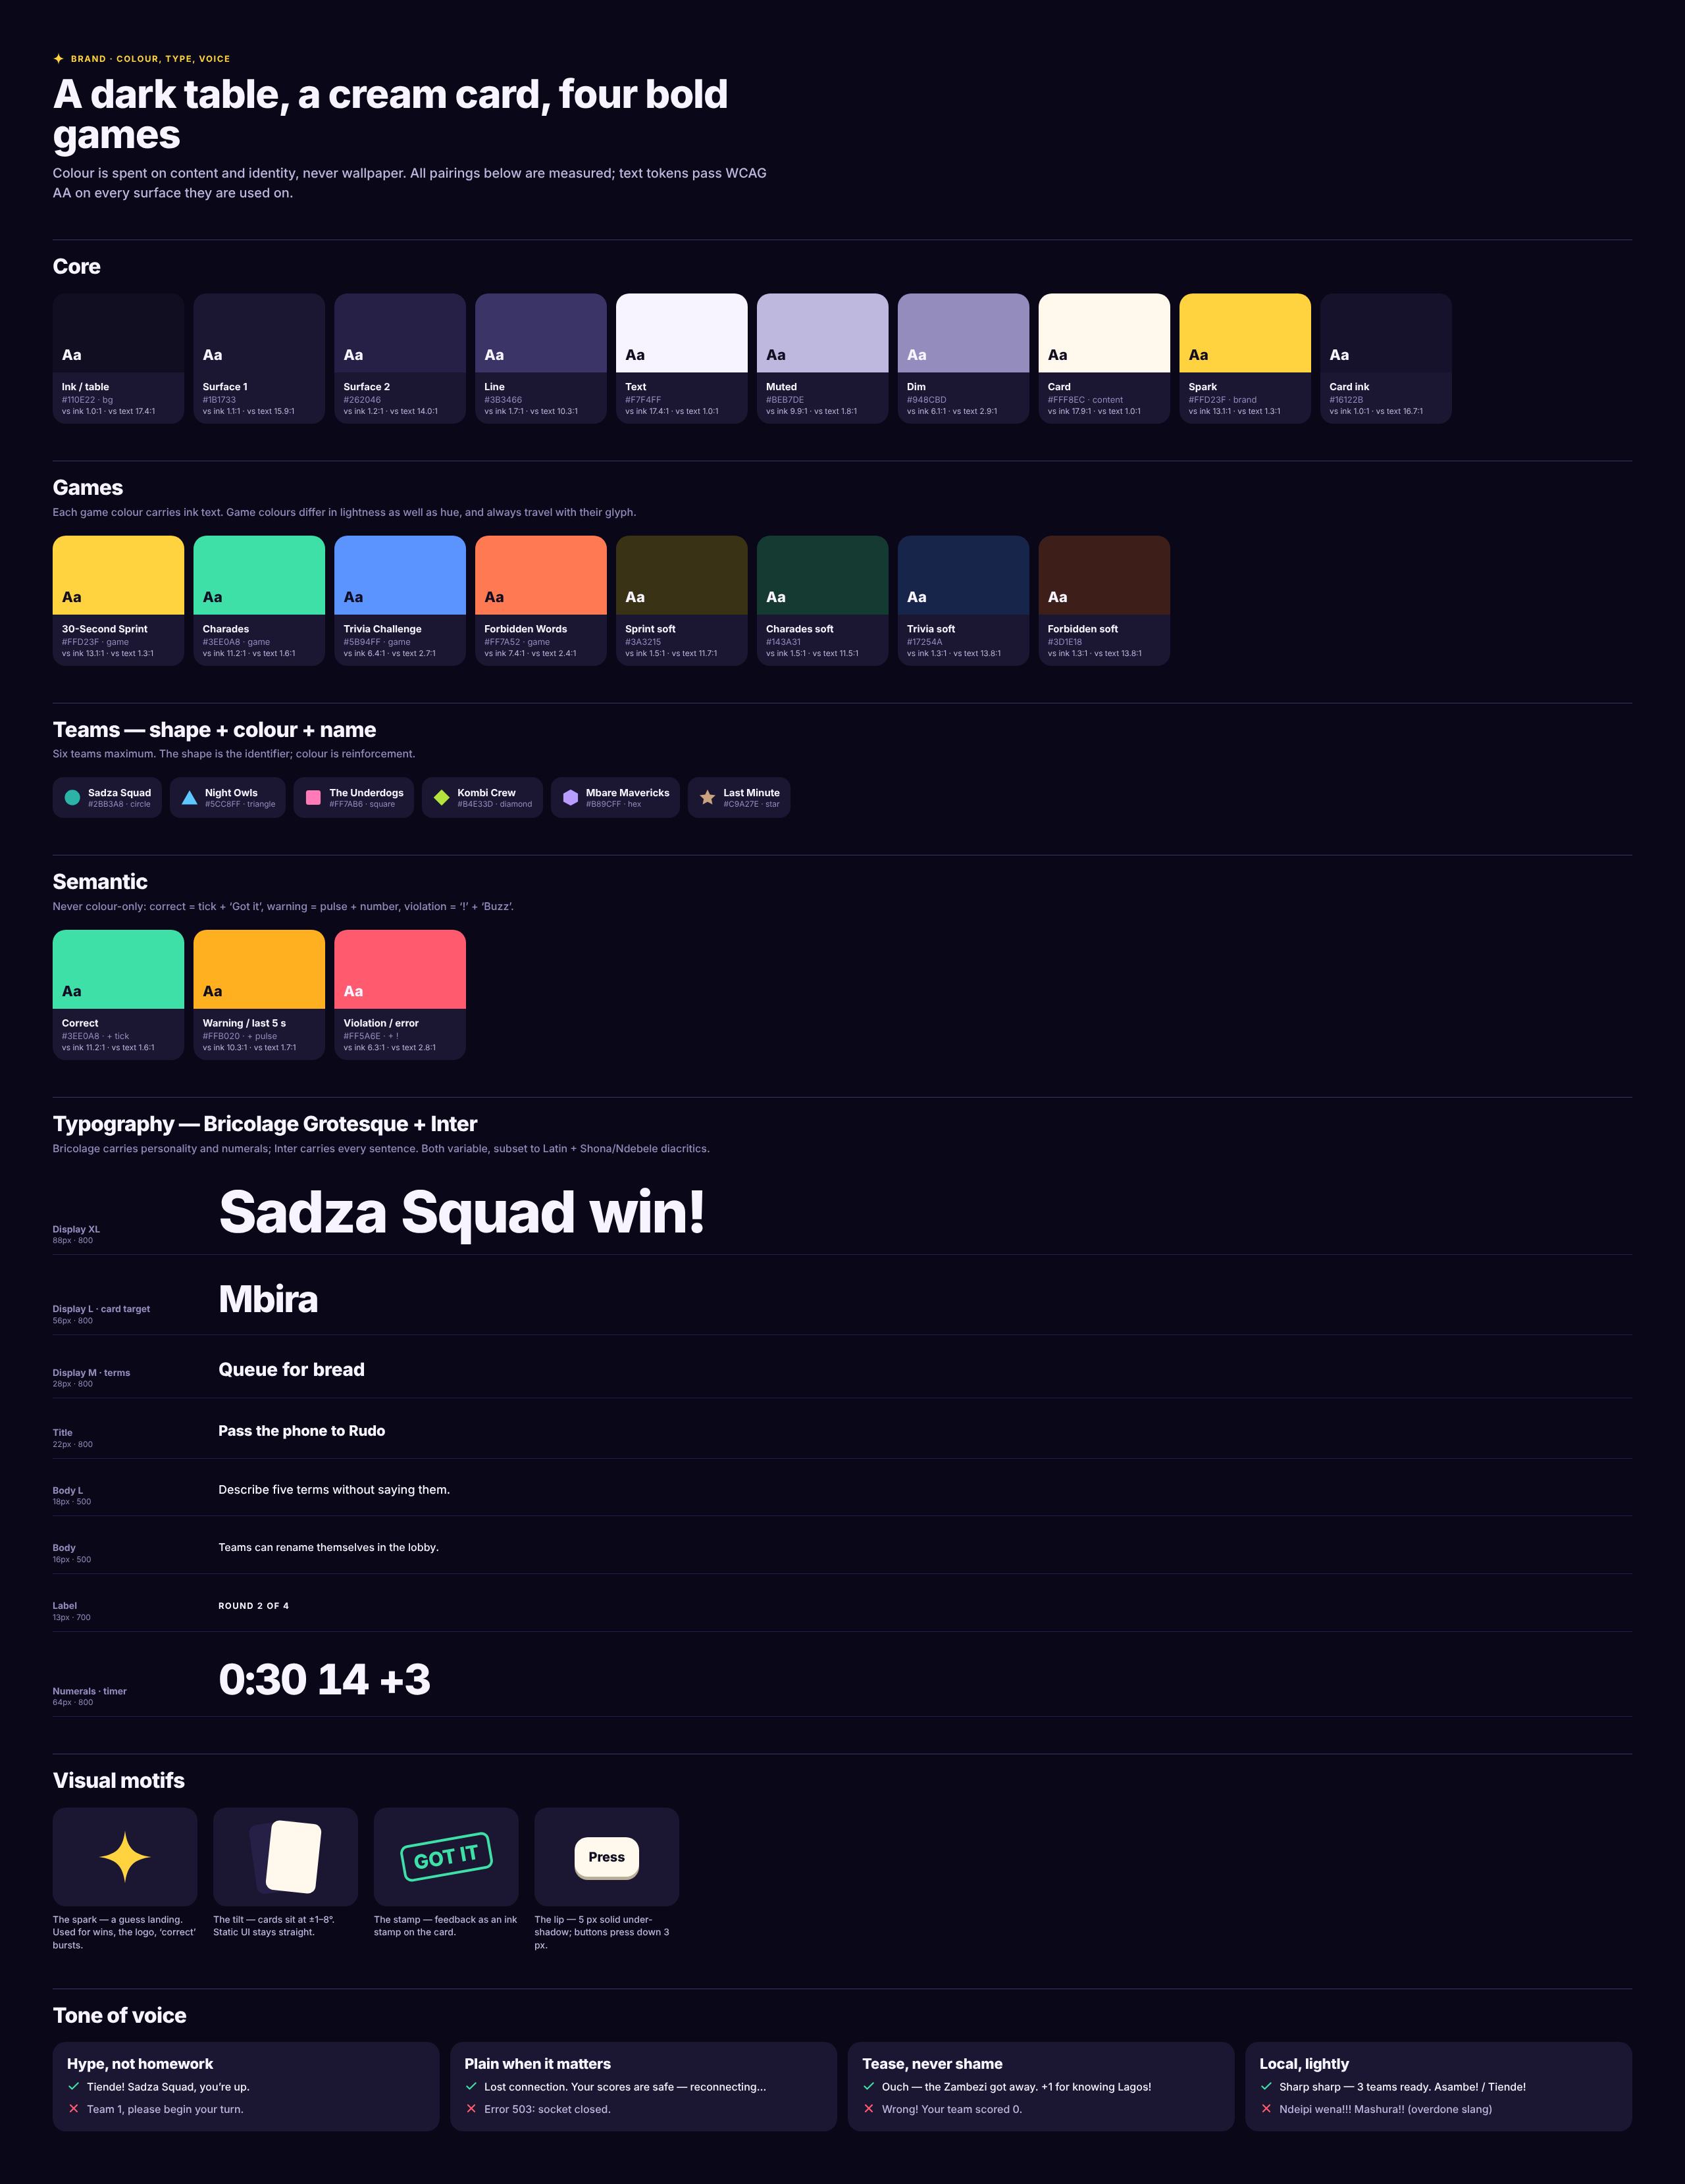 BRAND · COLOUR, TYPE, VOICE
A dark table, a cream card, four bold
games
Colour is spent on content and identity, never wallpaper. All pairings below are measured; text tokens pass WCAG
AA on every surface they are used on.
Core
Aa
Ink / table
#110E22 · bg
vs ink 1.0:1 · vs text 17.4:1
Aa
Surface 1
#1B1733
vs ink 1.1:1 · vs text 15.9:1
Aa
Surface 2
#262046
vs ink 1.2:1 · vs text 14.0:1
Aa
Line
#3B3466
vs ink 1.7:1 · vs text 10.3:1
Aa
Text
#F7F4FF
vs ink 17.4:1 · vs text 1.0:1
Aa
Muted
#BEB7DE
vs ink 9.9:1 · vs text 1.8:1
Aa
Dim
#948CBD
vs ink 6.1:1 · vs text 2.9:1
Aa
Card
#FFF8EC · content
vs ink 17.9:1 · vs text 1.0:1
Aa
Spark
#FFD23F · brand
vs ink 13.1:1 · vs text 1.3:1
Aa
Card ink
#16122B
vs ink 1.0:1 · vs text 16.7:1
Games
Each game colour carries ink text. Game colours differ in lightness as well as hue, and always travel with their glyph.
Aa
30-Second Sprint
#FFD23F · game
vs ink 13.1:1 · vs text 1.3:1
Aa
Charades
#3EE0A8 · game
vs ink 11.2:1 · vs text 1.6:1
Aa
Trivia Challenge
#5B94FF · game
vs ink 6.4:1 · vs text 2.7:1
Aa
Forbidden Words
#FF7A52 · game
vs ink 7.4:1 · vs text 2.4:1
Aa
Sprint soft
#3A3215
vs ink 1.5:1 · vs text 11.7:1
Aa
Charades soft
#143A31
vs ink 1.5:1 · vs text 11.5:1
Aa
Trivia soft
#17254A
vs ink 1.3:1 · vs text 13.8:1
Aa
Forbidden soft
#3D1E18
vs ink 1.3:1 · vs text 13.8:1
Teams — shape + colour + name
Six teams maximum. The shape is the identifier; colour is reinforcement.
Sadza Squad
#2BB3A8 · circle
Night Owls
#5CC8FF · triangle
The Underdogs
#FF7AB6 · square
Kombi Crew
#B4E33D · diamond
Mbare Mavericks
#B89CFF · hex
Last Minute
#C9A27E · star
Semantic
Never colour-only: correct = tick + ‘Got it’, warning = pulse + number, violation = ‘!’ + ‘Buzz’.
Aa
Correct
#3EE0A8 · + tick
vs ink 11.2:1 · vs text 1.6:1
Aa
Warning / last 5 s
#FFB020 · + pulse
vs ink 10.3:1 · vs text 1.7:1
Aa
Violation / error
#FF5A6E · + !
vs ink 6.3:1 · vs text 2.8:1
Typography — Bricolage Grotesque + Inter
Bricolage carries personality and numerals; Inter carries every sentence. Both variable, subset to Latin + Shona/Ndebele diacritics.
Display XL
88px · 800
Sadza Squad win!
Display L · card target
56px · 800
Mbira
Display M · terms
28px · 800
Queue for bread
Title
22px · 800
Pass the phone to Rudo
Body L
18px · 500
Describe five terms without saying them.
Body
16px · 500
Teams can rename themselves in the lobby.
Label
13px · 700
ROUND 2 OF 4
Numerals · timer
64px · 800
0:30 14 +3
Visual motifs
The spark — a guess landing.
Used for wins, the logo, ‘correct’
bursts.
The tilt — cards sit at ±1–8°.
Static UI stays straight.
GOT IT
The stamp — feedback as an ink
stamp on the card.
Press
The lip — 5 px solid under-
shadow; buttons press down 3
px.
Tone of voice
Hype, not homework
Tiende! Sadza Squad, you’re up.
Team 1, please begin your turn.
Plain when it matters
Lost connection. Your scores are safe — reconnecting…
Error 503: socket closed.
Tease, never shame
Ouch — the Zambezi got away. +1 for knowing Lagos!
Wrong! Your team scored 0.
Local, lightly
Sharp sharp — 3 teams ready. Asambe! / Tiende!
Ndeipi wena!!! Mashura!! (overdone slang)